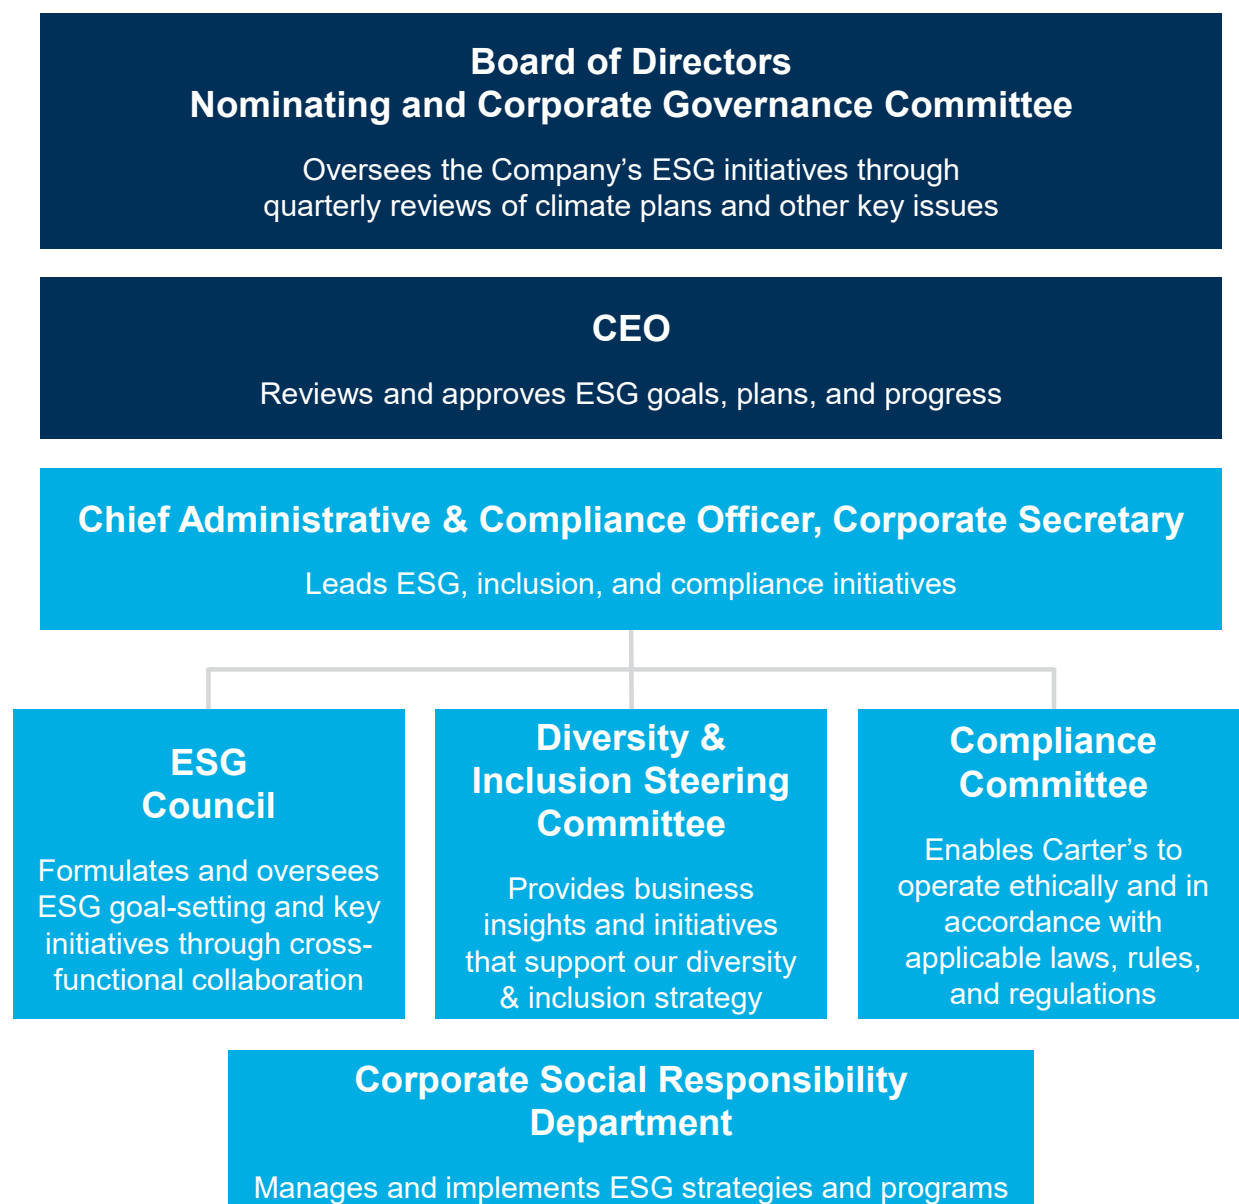 Board of Directors
Nominating and Corporate Governance Committee
Oversees the Company’s ESG initiatives through
quarterly reviews of climate plans and other key issues
CEO
Reviews and approves ESG goals, plans, and progress
Chief Administrative & Compliance Officer, Corporate Secretary
Leads ESG, inclusion, and compliance initiatives
ESG
Council
Formulates and oversees
ESG goal-setting and key
initiatives through cross-
functional collaboration
Diversity &
Inclusion Steering
Committee
Provides business
insights and initiatives
that support our diversity
& inclusion strategy
Compliance
Committee
Enables Carter’s to
operate ethically and in
accordance with
applicable laws, rules,
and regulations
Corporate Social Responsibility
Department
Manages and implements ESG strategies and programs